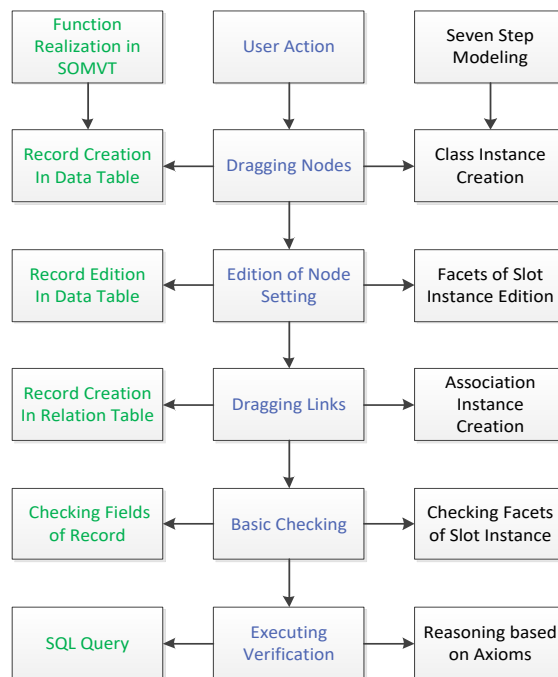 Function
Realization in
SOMVT
User Action
Seven Step
Modeling
Record Creation
In Data Table
Dragging Nodes
Class Instance
Creation
Record Edition
In Data Table
Edition of Node
Setting
Facets of Slot
Instance Edition
Record Creation
In Relation Table
Dragging Links
Association
Instance
Creation
Checking Fields
of Record
Basic Checking
Checking Facets
of Slot Instance
SQL Query
Executing
Verification
Reasoning based
on Axioms